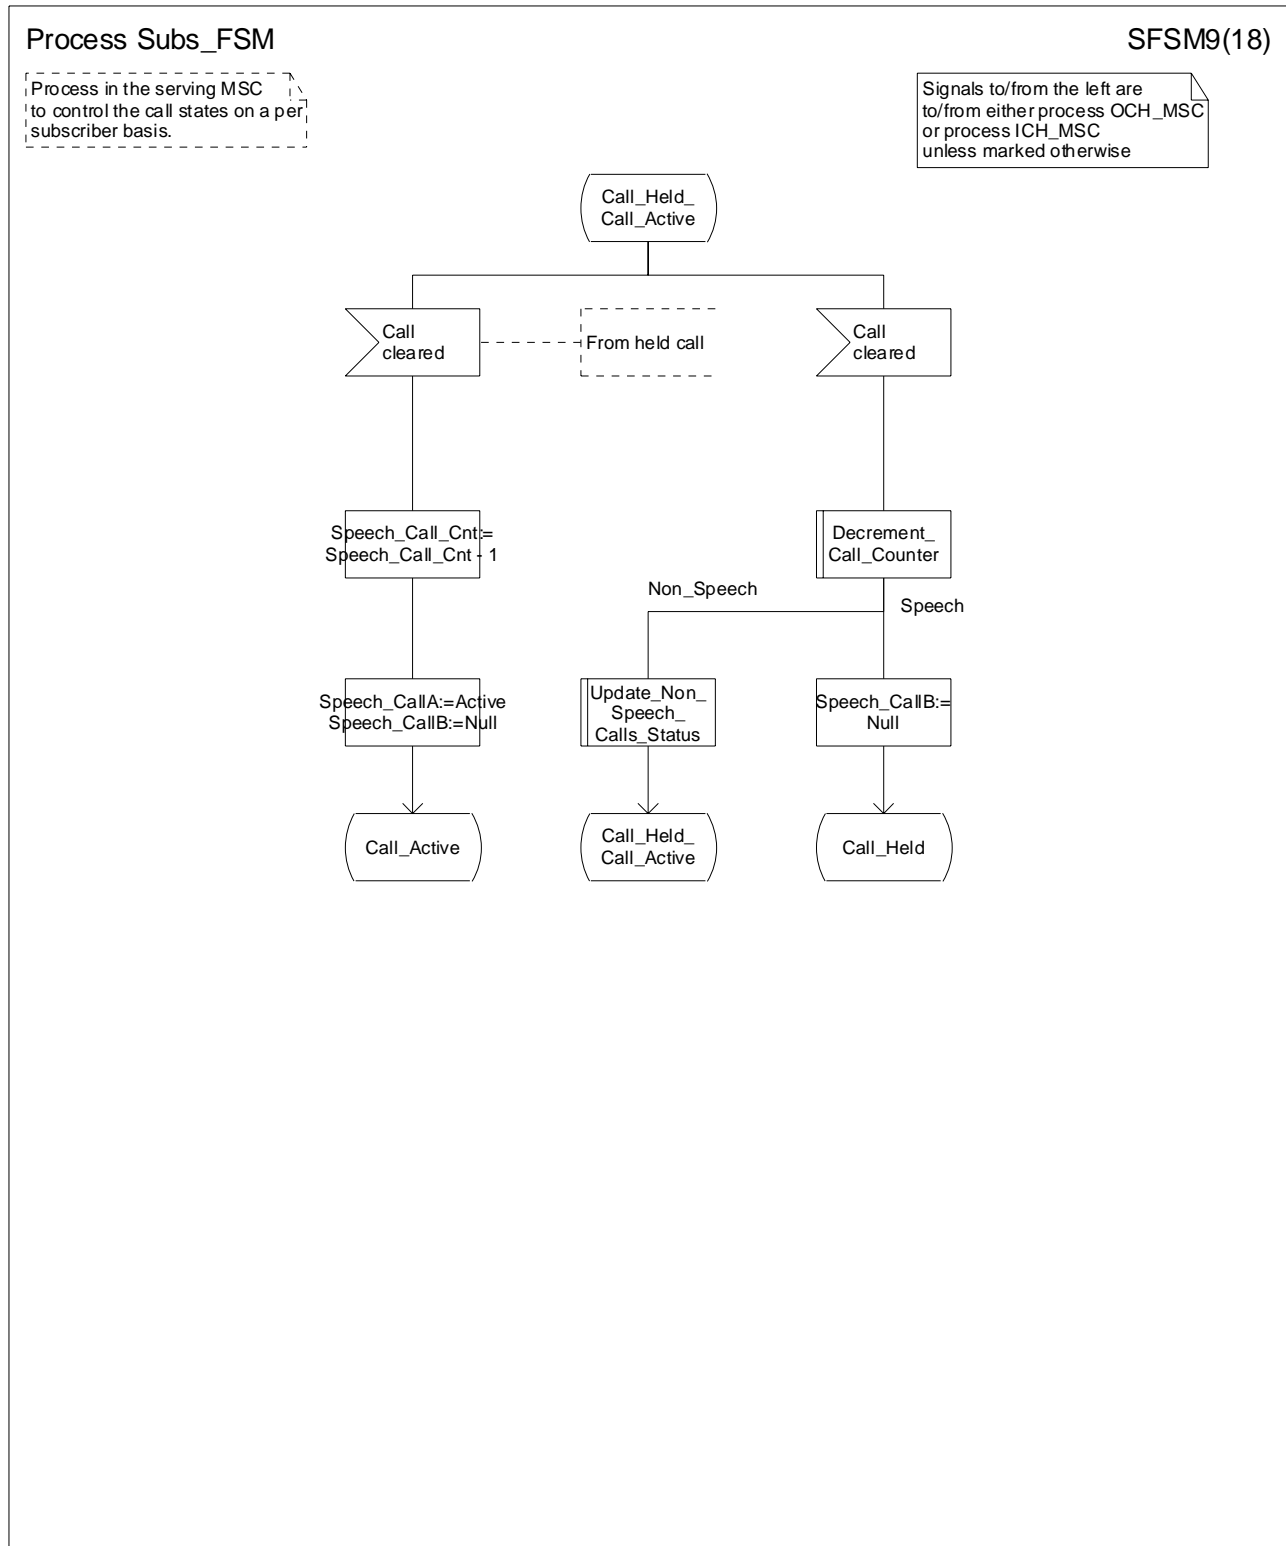 Process Subs_FSM
SFSM9(18)
Process in the serving MSC
to control the call states on a per
subscriber basis.
Signals to/from the left are
to/from either process OCH_MSC
or process ICH_MSC
unless marked otherwise
Call_Held_
Call_Active
Call
cleared
From held call
Call
cleared
Speech_Call_Cnt:=
Speech_Call_Cnt - 1
Decrement_
Call_Counter
Non_Speech
Speech
Speech_CallA:=Active
Speech_CallB:=Null
Update_Non_
Speech_
Calls_Status
Speech_CallB:=
Null
Call_Active
Call_Held_
Call_Active
Call_Held